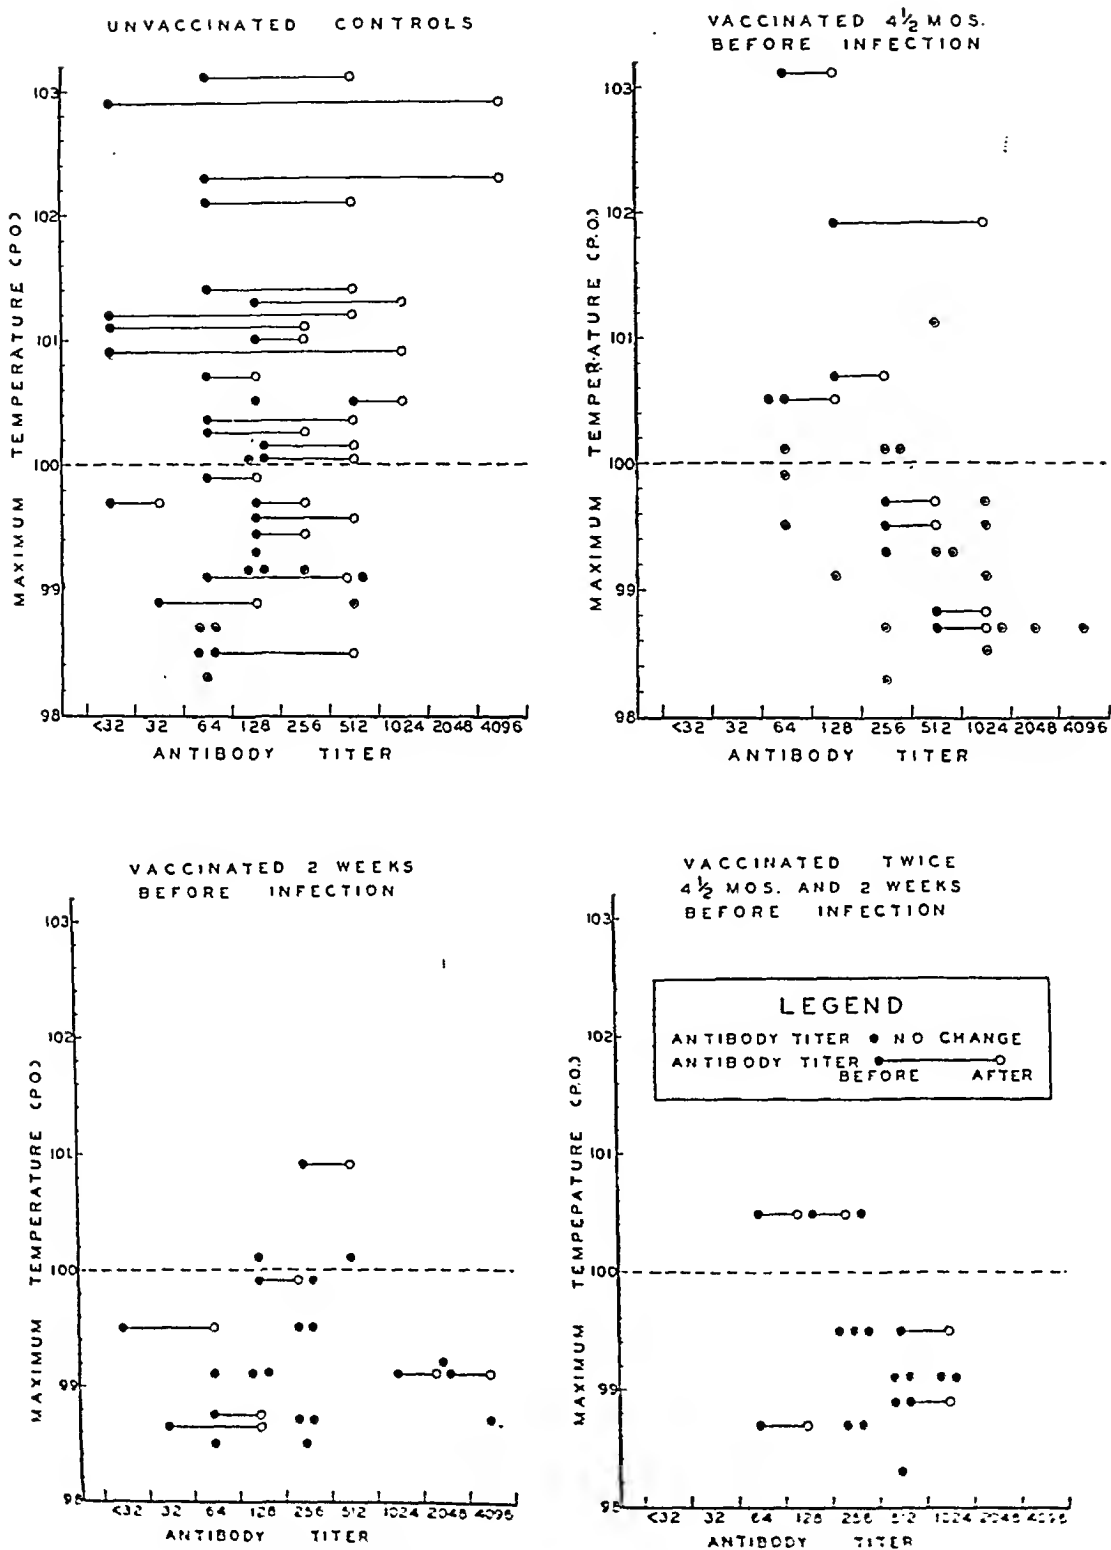 UNVACCINATED CONTROLS
103
102
101
100
99
98
MAXIMUM TEMPERATURE (P.O.)
<32 32 64 128 256 512 1024 2048 4096
ANTIBODY TITER
VACCINATED 4½ MOS.
BEFORE INFECTION
103
102
101
100
99
98
MAXIMUM TEMPERATURE (P.O.)
<32 32 64 128 256 512 1024 2048 4096
ANTIBODY TITER
VACCINATED 2 WEEKS
BEFORE INFECTION
103
102
101
100
99
98
MAXIMUM TEMPERATURE (P.O.)
<32 32 64 128 256 512 1024 2048 4096
ANTIBODY TITER
VACCINATED TWICE
4½ MOS. AND 2 WEEKS
BEFORE INFECTION
LEGEND
ANTIBODY TITER NO CHANGE
ANTIBODY TITER
BEFORE AFTER
103
102
101
100
99
98
MAXIMUM TEMPERATURE (P.O.)
<32 32 64 128 256 512 1024 2048 4096
ANTIBODY TITER